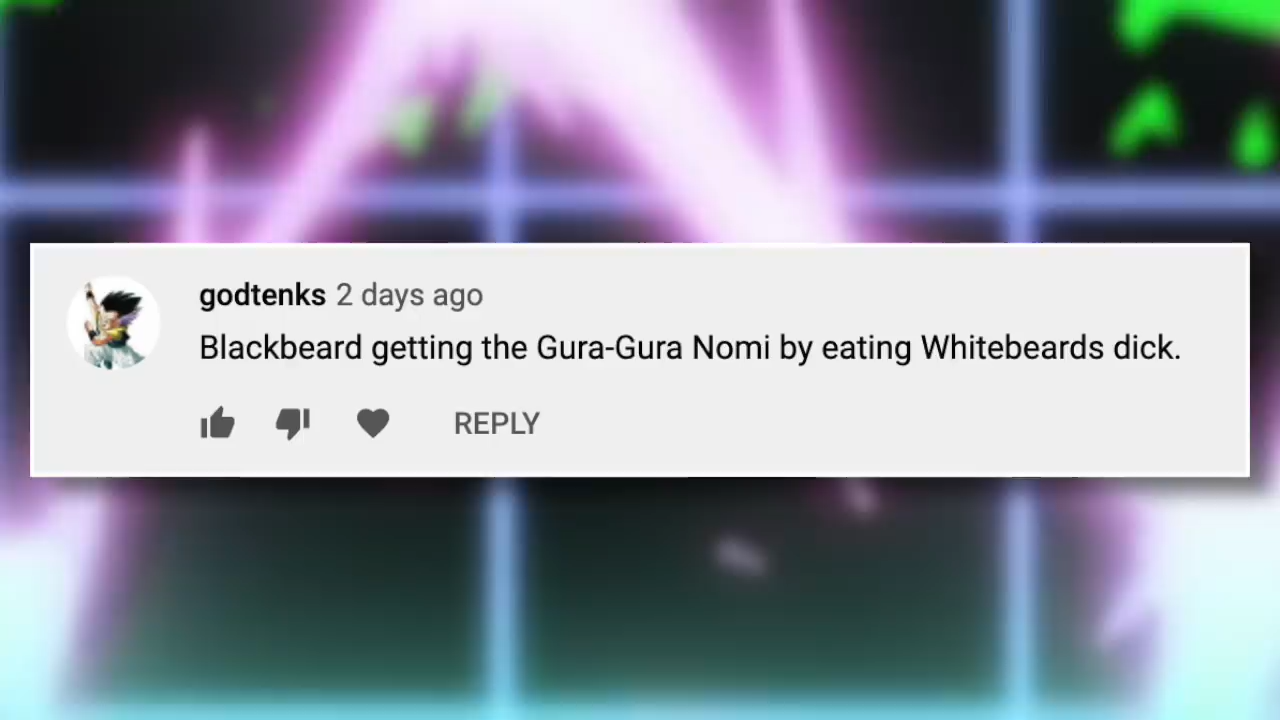 godtenks 2 days ago
Blackbeard getting the Gura-Gura Nomi by eating Whitebeards dick.
REPLY